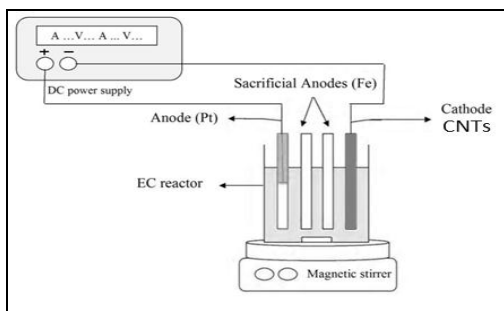 A ...V... A ... V...
+ −
DC power supply
Sacrificial Anodes (Fe)
Anode (Pt)
Cathode
CNTs
EC reactor
Magnetic stirrer